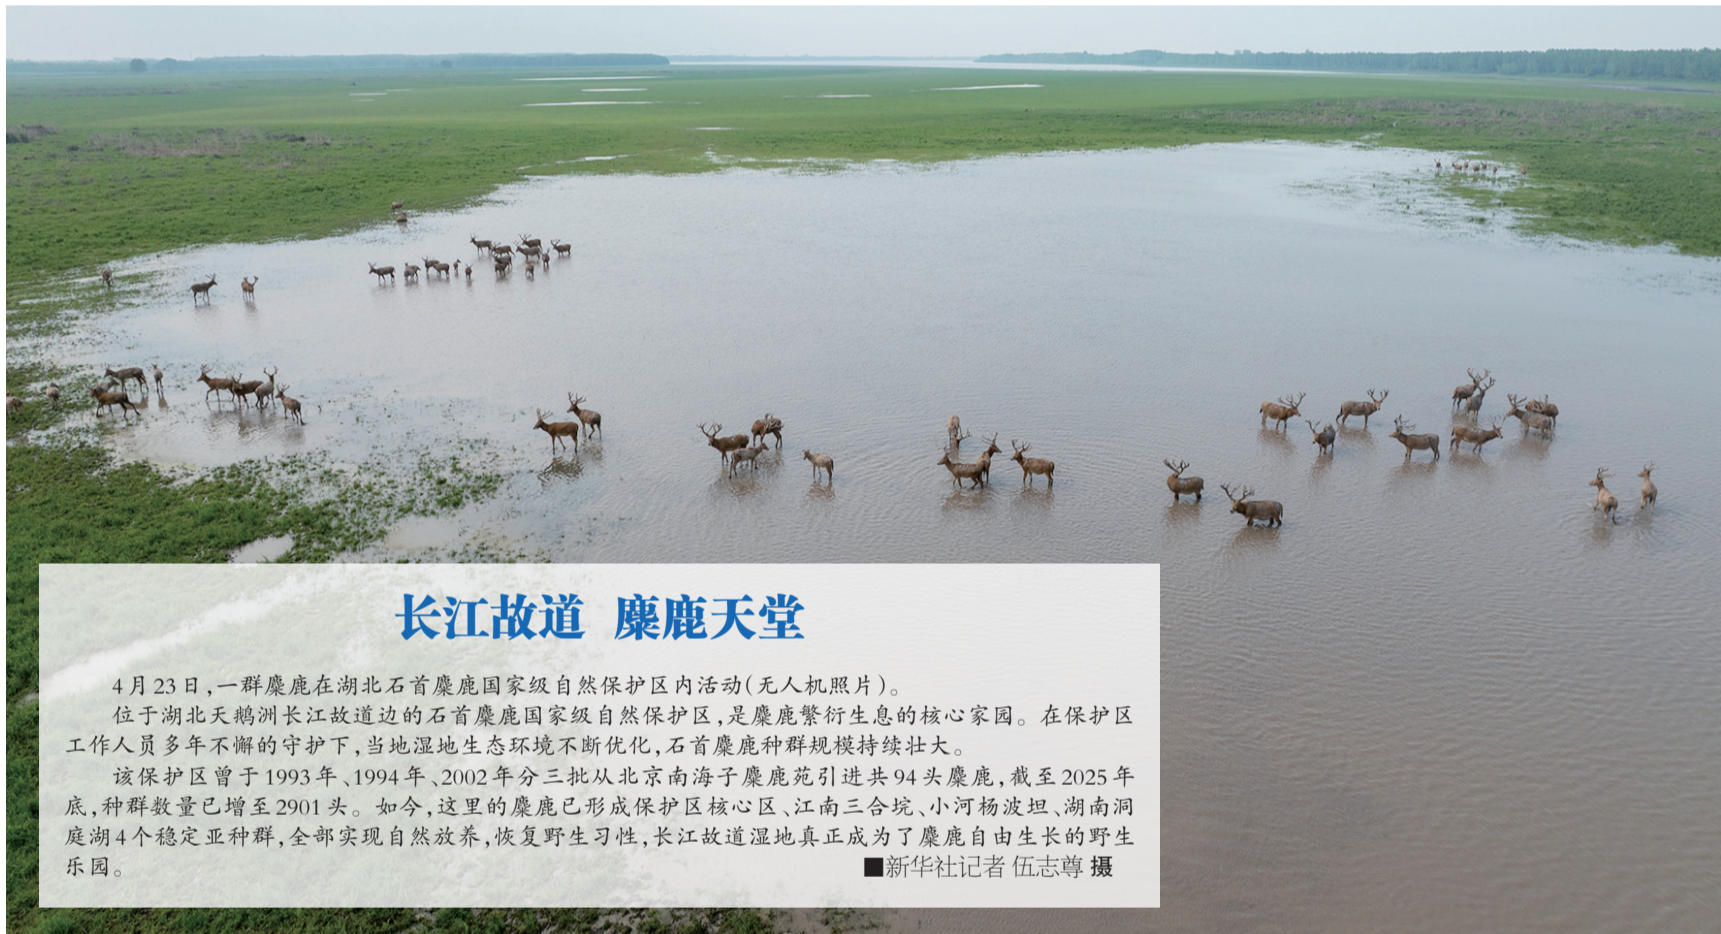 长江故道 麋鹿天堂
4月23日,一群麋鹿在湖北石首麋鹿国家级自然保护区内活动(无人机照片)。
位于湖北天鹅洲长江故道边的石首麋鹿国家级自然保护区,是麋鹿繁衍生息的核心家园。在保护区
工作人员多年不懈的守护下,当地湿地生态环境不断优化,石首麋鹿种群规模持续壮大。
该保护区曾于1993年、1994年、2002年分三批从北京南海子麋鹿苑引进共94头麋鹿,截至2025年
底,种群数量已增至2901头。如今,这里的麋鹿已形成保护区核心区、江南三合垸、小河杨波坦、湖南洞
庭湖4个稳定亚种群,全部实现自然放养,恢复野生习性,长江故道湿地真正成为了麋鹿自由生长的野生
乐园。
■新华社记者 伍志尊 摄